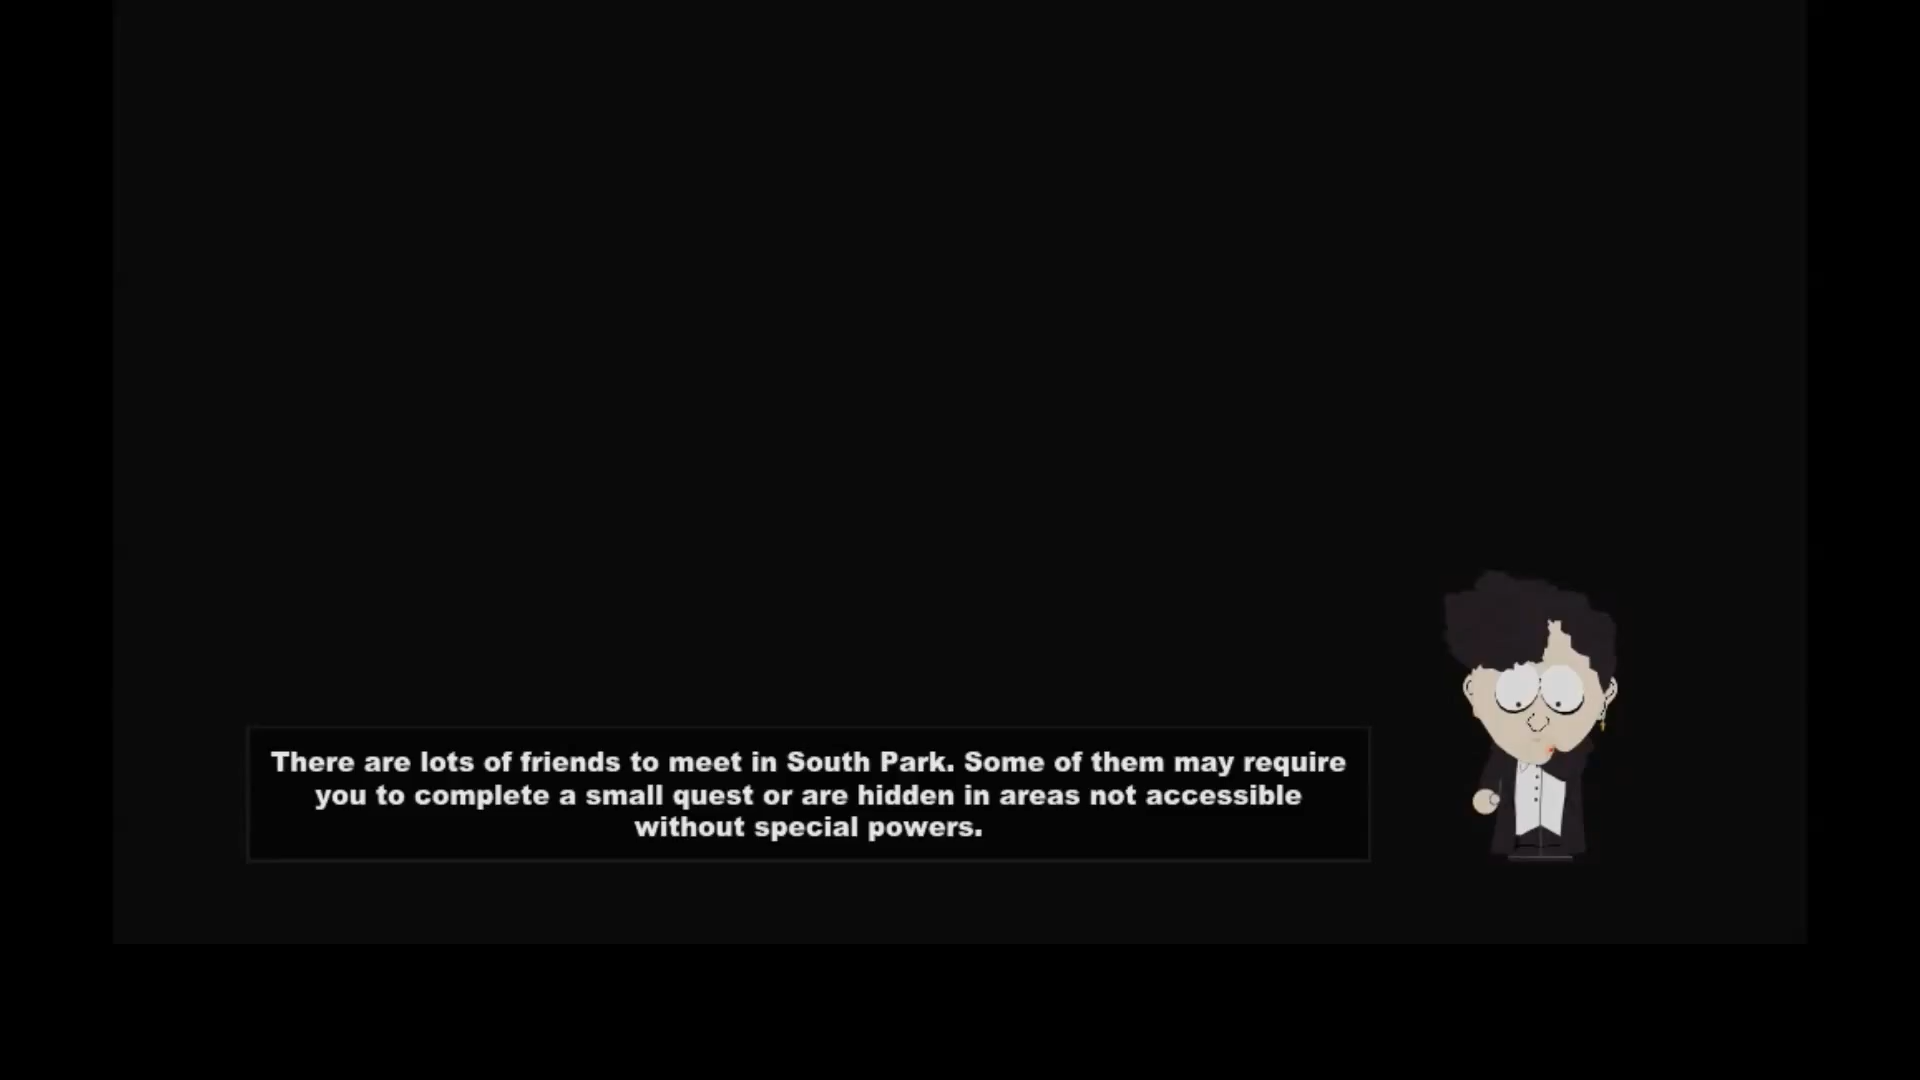 There are lots of friends to meet in South Park. Some of them may require
you to complete a small quest or are hidden in areas not accessible
without special powers.